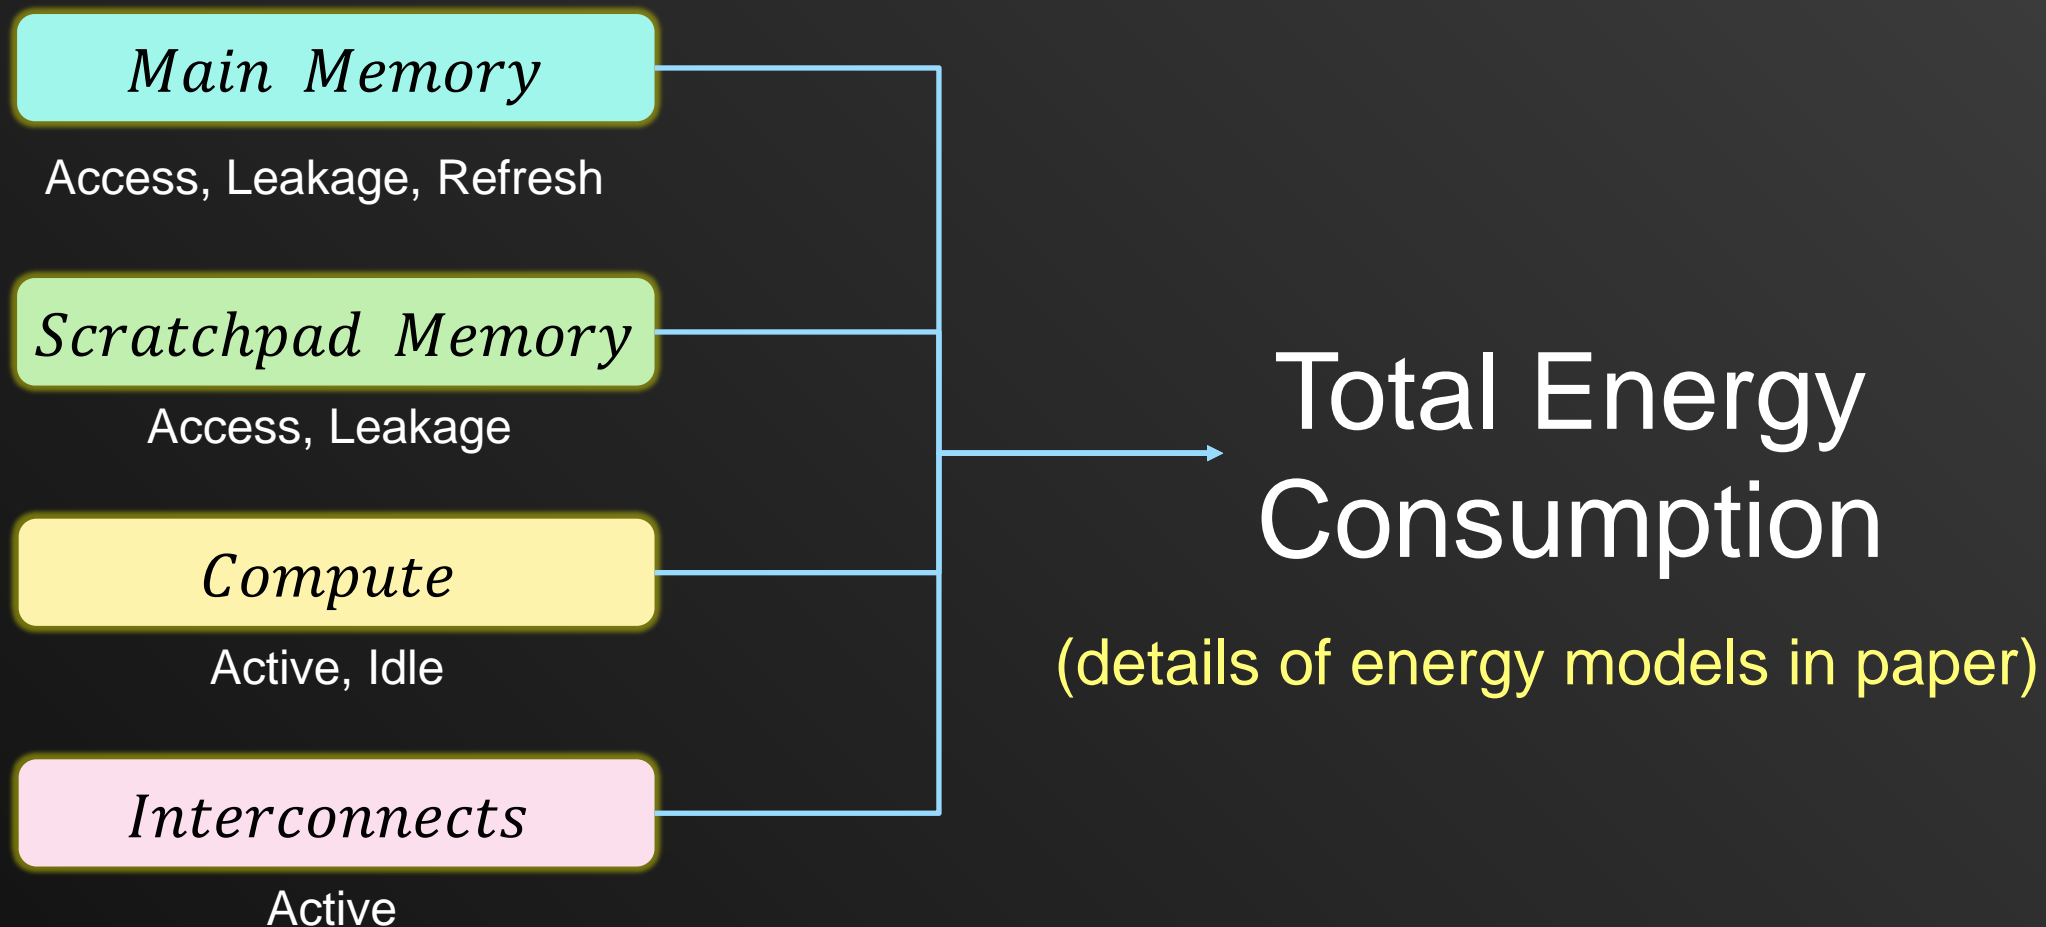 Main Memory
Access, Leakage, Refresh
Scratchpad Memory
Access, Leakage
Compute
Active, Idle
Interconnects
Active
Total Energy
Consumption
(details of energy models in paper)